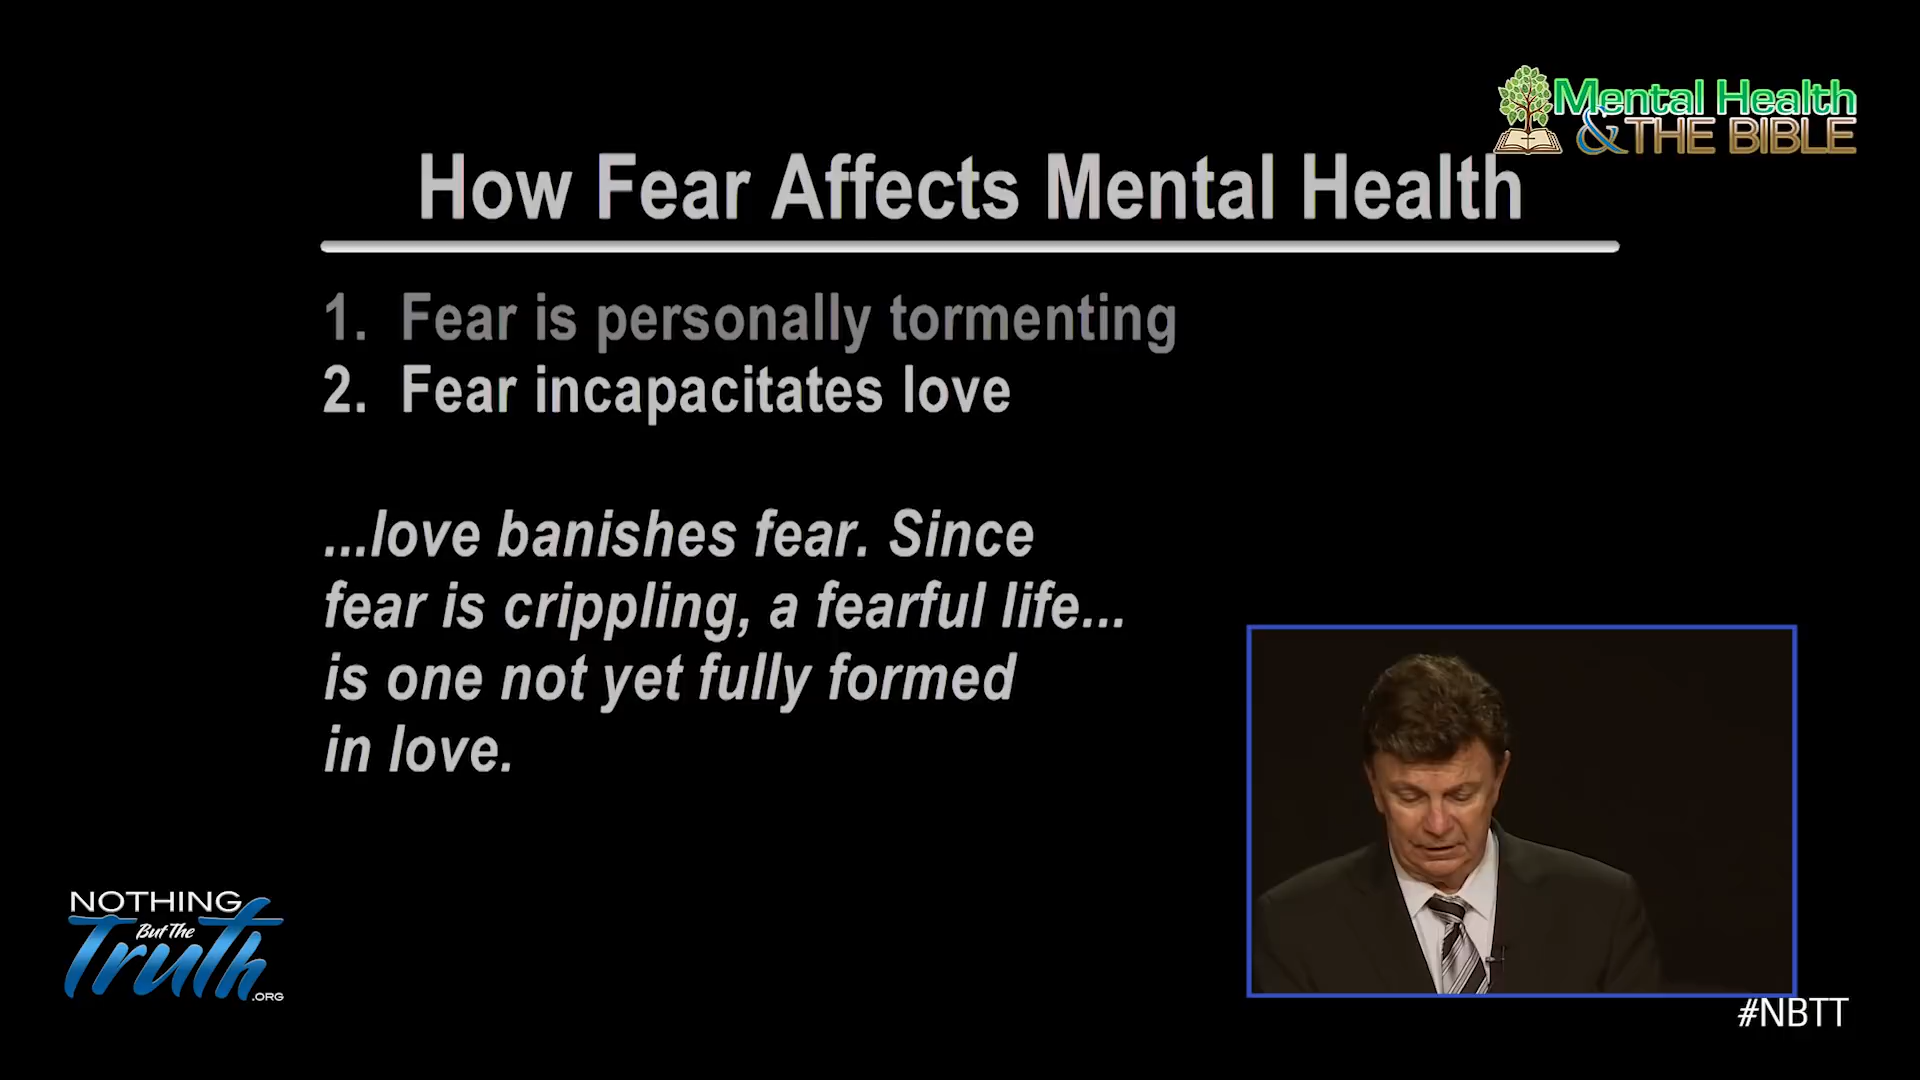 Mental Health
& THE BIBLE
How Fear Affects Mental Health
1. Fear is personally tormenting
2. Fear incapacitates love
...love banishes fear. Since
fear is crippling, a fearful life...
is one not yet fully formed
in love.
NOTHING
But The
Truth
.ORG
#NBTT